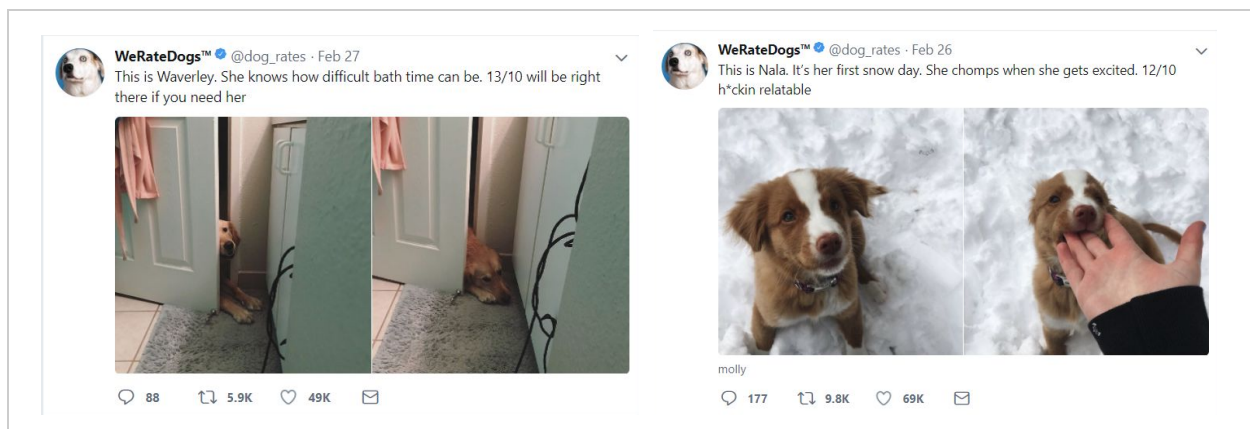 WeRateDogs™ @dog_rates · Feb 27
This is Waverley. She knows how difficult bath time can be. 13/10 will be right
there if you need her
88 5.9K 49K
WeRateDogs™ @dog_rates · Feb 26
This is Nala. It’s her first snow day. She chomps when she gets excited. 12/10
h*ckin relatable
molly
177 9.8K 69K